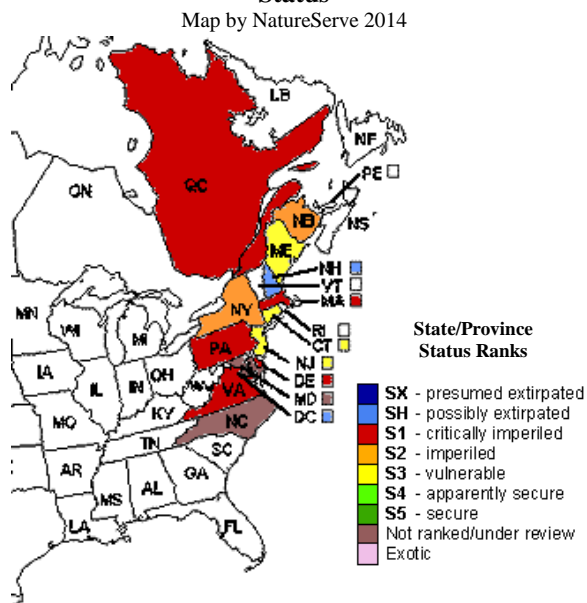 Status
Map by NatureServe 2014
LB
NF
PE
QC
ON
NB
NS
ME
NH
VT
MA
MN
WI
NY
MI
RI
CT
PA
IA
IL
IN
OH
NJ
DE
W
VA
MD
DC
MO
KY
NC
TN
SC
AR
MS
AL
GA
LA
FL
State/Province
Status Ranks
SX - presumed extirpated
SH - possibly extirpated
S1 - critically imperiled
S2 - imperiled
S3 - vulnerable
S4 - apparently secure
S5 - secure
Not ranked/under review
Exotic